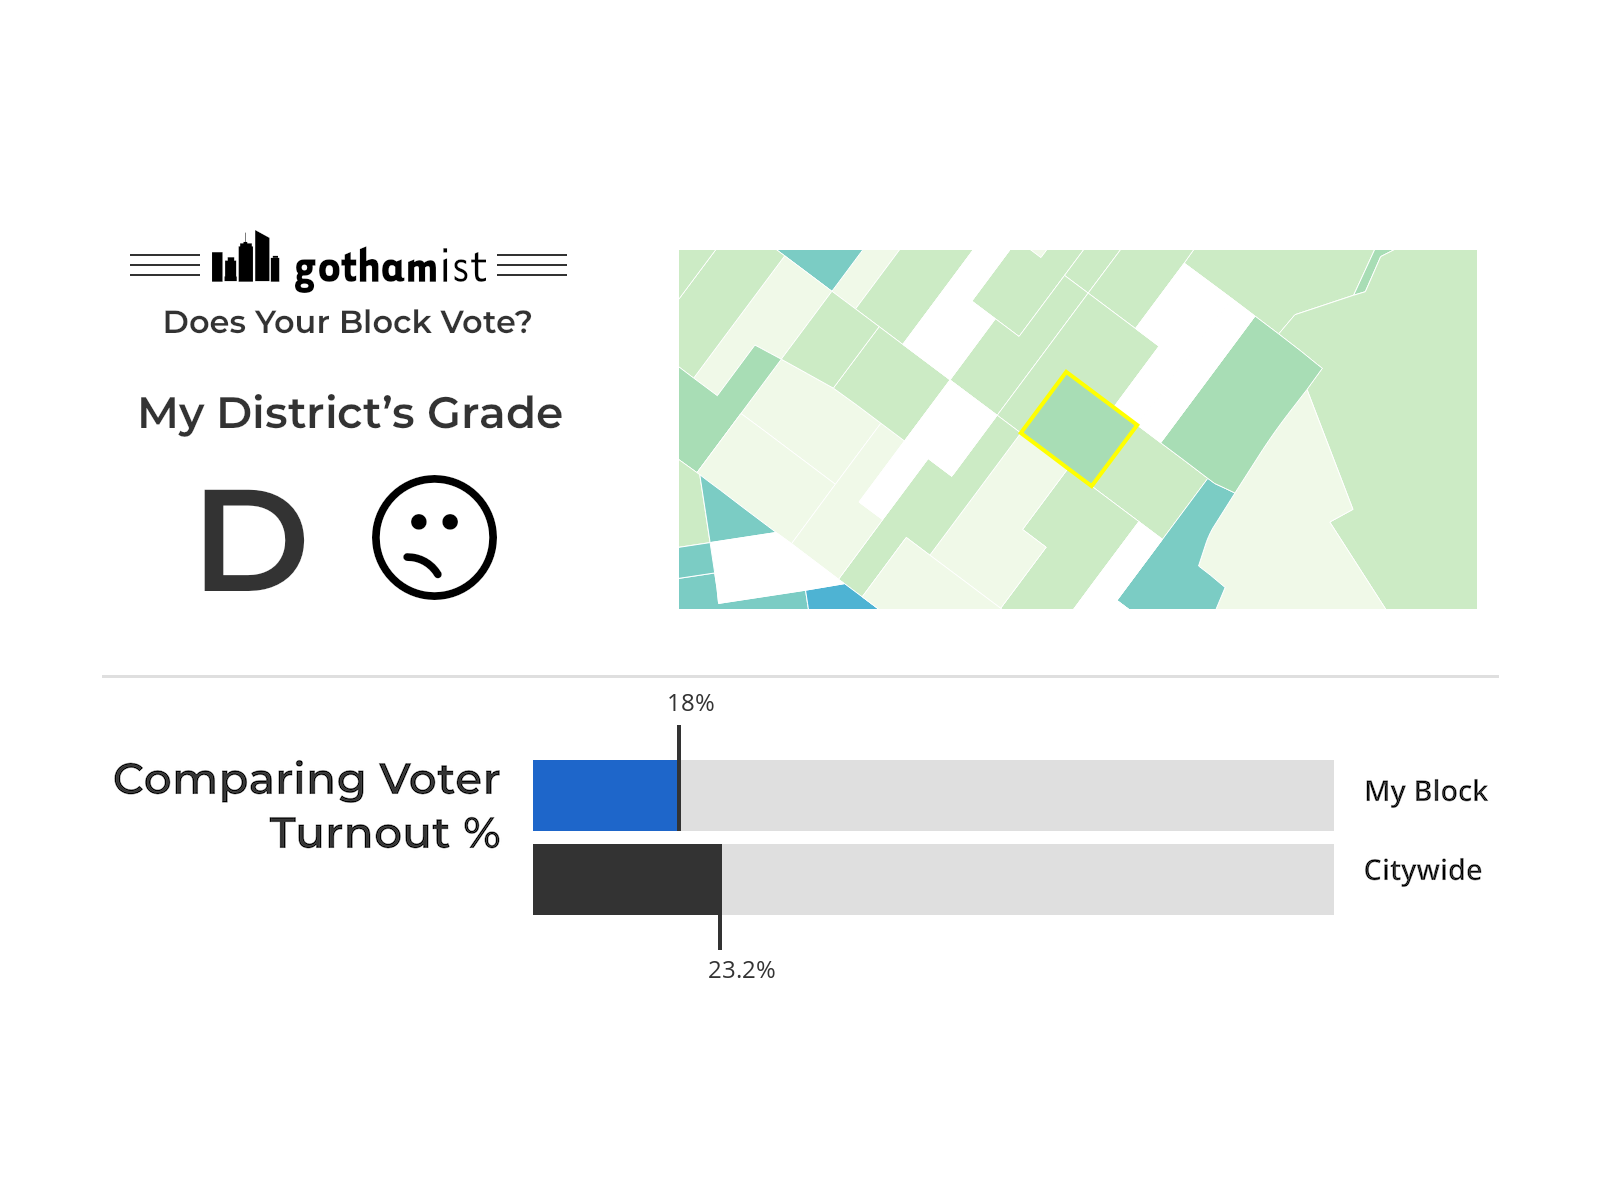 gothamist
Does Your Block Vote?
My District’s Grade
D
18%
Comparing Voter
Turnout %
My Block
Citywide
23.2%